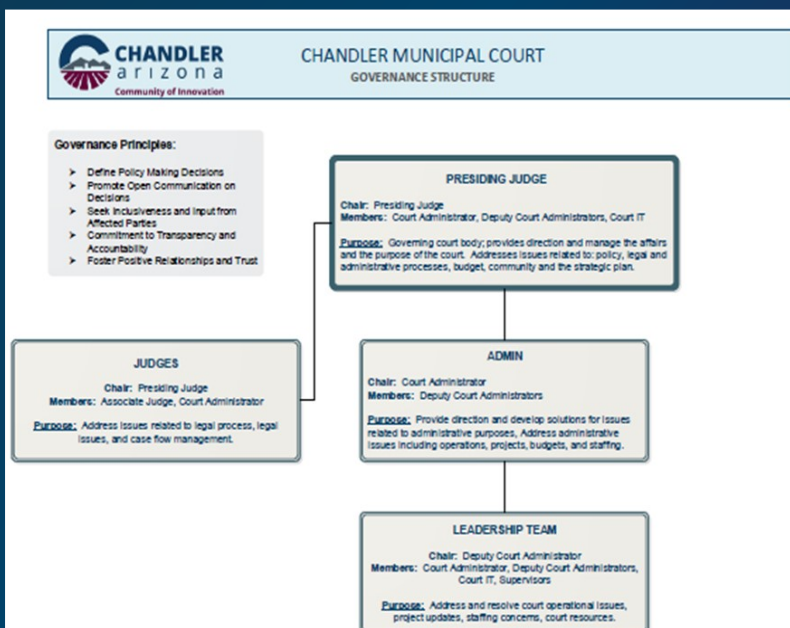 CHANDLER
arizona
Community of Innovation
CHANDLER MUNICIPAL COURT
GOVERNANCE STRUCTURE
Governance Principles:
➤ Define Policy Making Decisions
➤ Promote Open Communication on
Decisions
➤ Seek Inclusiveness and Input from
Affected Parties
➤ Commitment to Transparency and
Accountability
➤ Foster Positive Relationships and Trust
PRESIDING JUDGE
Chair: Presiding Judge
Members: Court Administrator, Deputy Court Administrators, Court IT
Purpose: Governing court body; provides direction and manage the affairs
and the purpose of the court. Addresses issues related to: policy, legal and
administrative processes, budget, community and the strategic plan.
JUDGES
Chair: Presiding Judge
Members: Associate Judge, Court Administrator
Purpose: Address issues related to legal process, legal
issues, and case flow management.
ADMIN
Chair: Court Administrator
Members: Deputy Court Administrators
Purpose: Provide direction and develop solutions for issues
related to administrative purposes, Address administrative
issues including operations, projects, budgets, and staffing.
LEADERSHIP TEAM
Chair: Deputy Court Administrator
Members: Court Administrator, Deputy Court Administrators,
Court IT, Supervisors
Purpose: Address and resolve court operational issues,
project updates, staffing concerns, court resources.